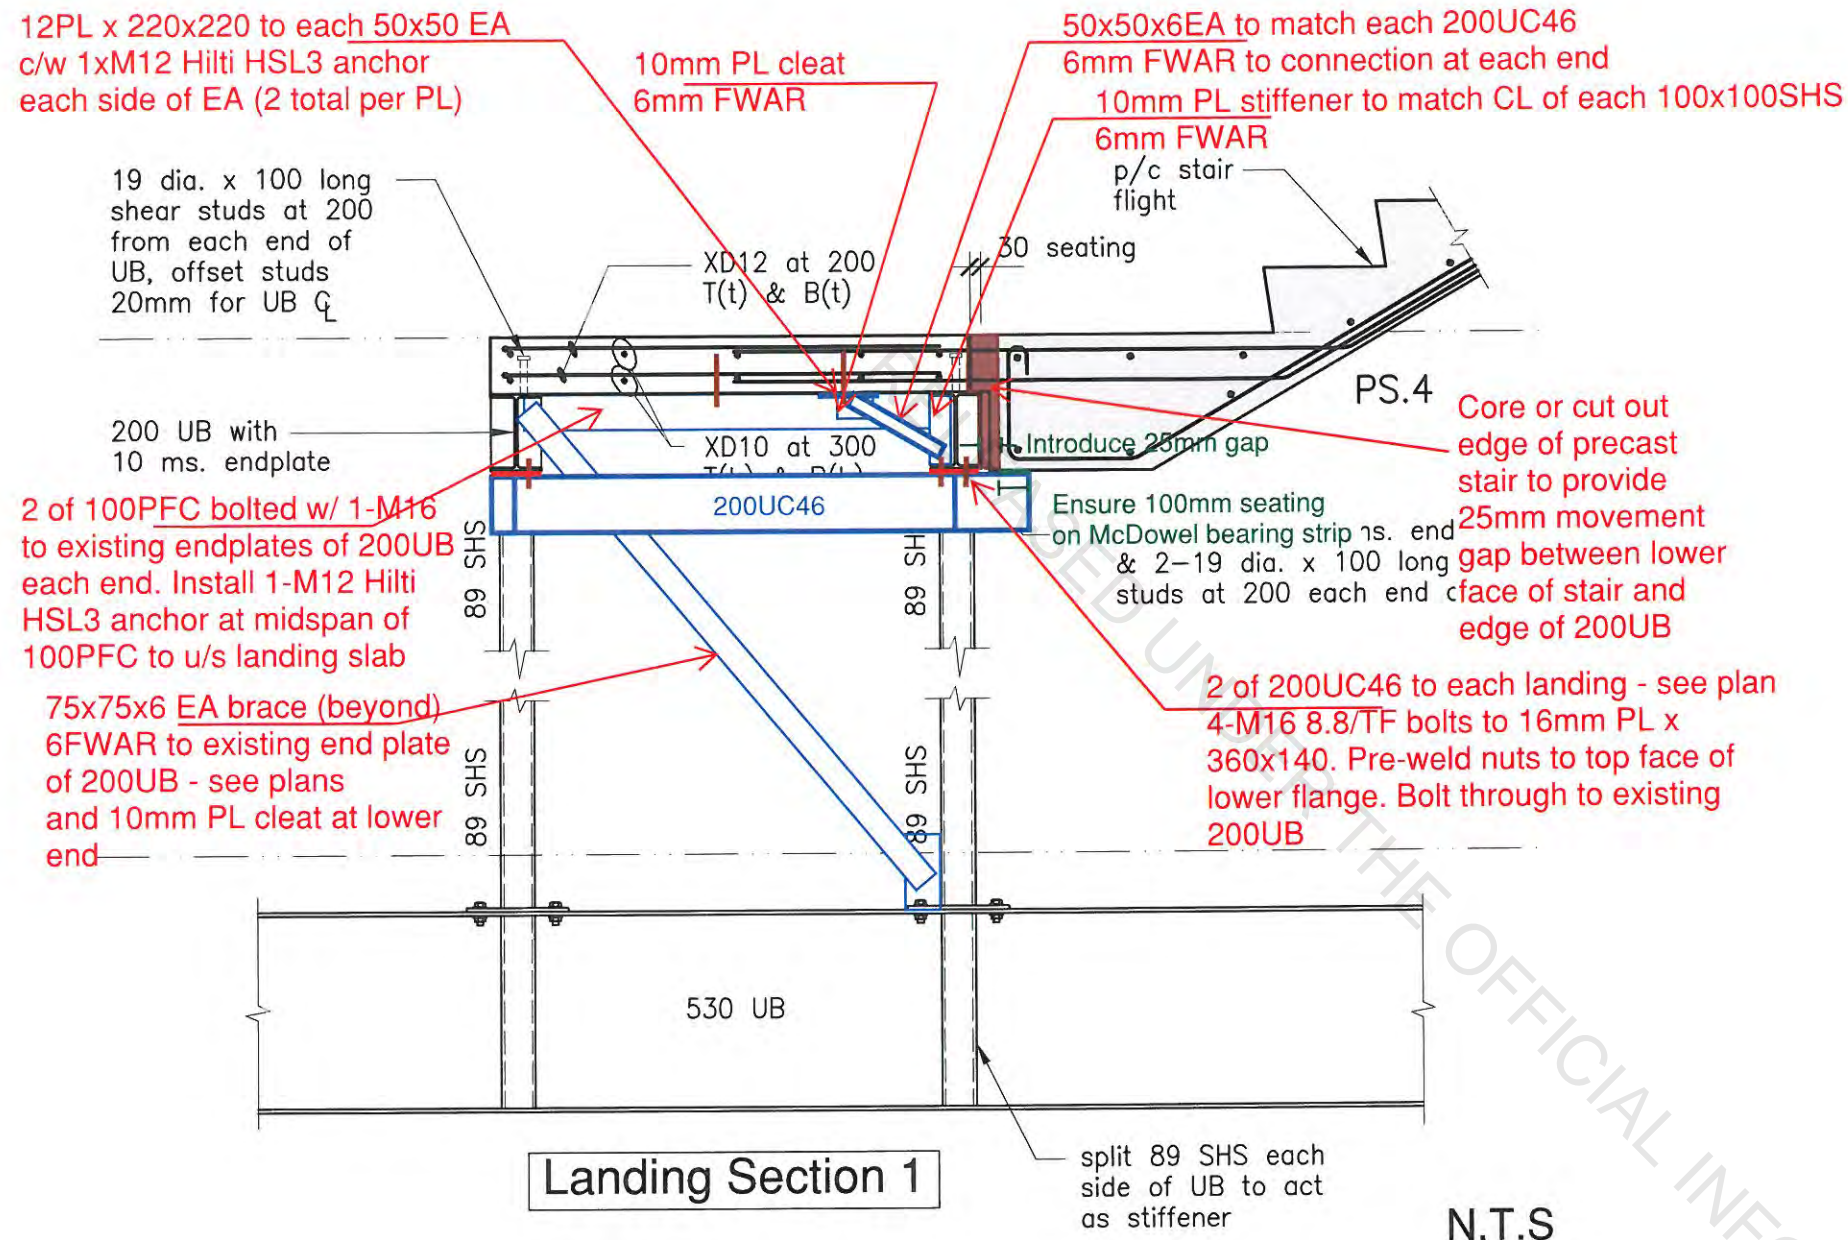 12PL x 220x220 to each 50x50 EA
c/w 1xM12 Hilti HSL3 anchor
each side of EA (2 total per PL)
10mm PL cleat
6mm FWAR
50x50x6EA to match each 200UC46
6mm FWAR to connection at each end
10mm PL stiffener to match CL of each 100x100SHS
6mm FWAR
19 dia. x 100 long
shear studs at 200
from each end of
UB, offset studs
20mm for UB CL
XD12 at 200
T(t) & B(t)
30 seating
p/c stair
flight
PS.4
200 UB with
10 ms. endplate
XD10 at 300
T(b) & B(b)
Introduce 25mm gap
Core or cut out
edge of precast
stair to provide
25mm movement
gap between lower
face of stair and
edge of 200UB
2 of 100PFC bolted w/ 1-M16
to existing endplates of 200UB
each end. Install 1-M12 Hilti
HSL3 anchor at midspan of
100PFC to u/s landing slab
200UC46
Ensure 100mm seating
on McDowel bearing strip
ms. end
& 2-19 dia. x 100 long
studs at 200 each end
89 SHS
89 SHS
75x75x6 EA brace (beyond)
6FWAR to existing end plate
of 200UB - see plans
and 10mm PL cleat at lower
end
2 of 200UC46 to each landing - see plan
4-M16 8.8/TF bolts to 16mm PL x
360x140. Pre-weld nuts to top face of
lower flange. Bolt through to existing
200UB
89 SHS
89 SHS
530 UB
split 89 SHS each
side of UB to act
as stiffener
Landing Section 1
N.T.S
RELEASED UNDER THE OFFICIAL INFO